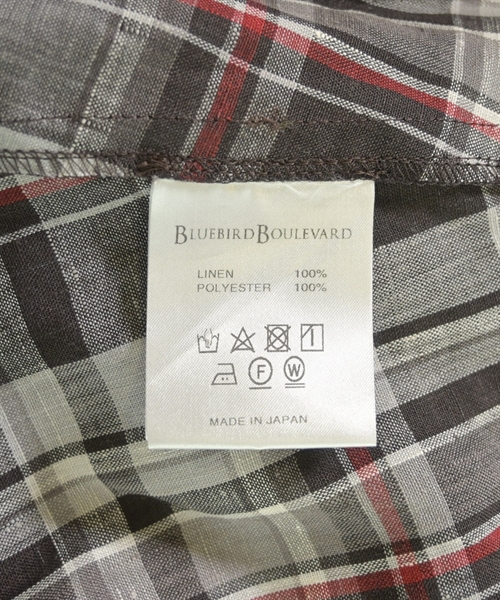 BLUEBIRD BOULEVARD
LINEN 100%
POLYESTER 100%
F W
MADE IN JAPAN